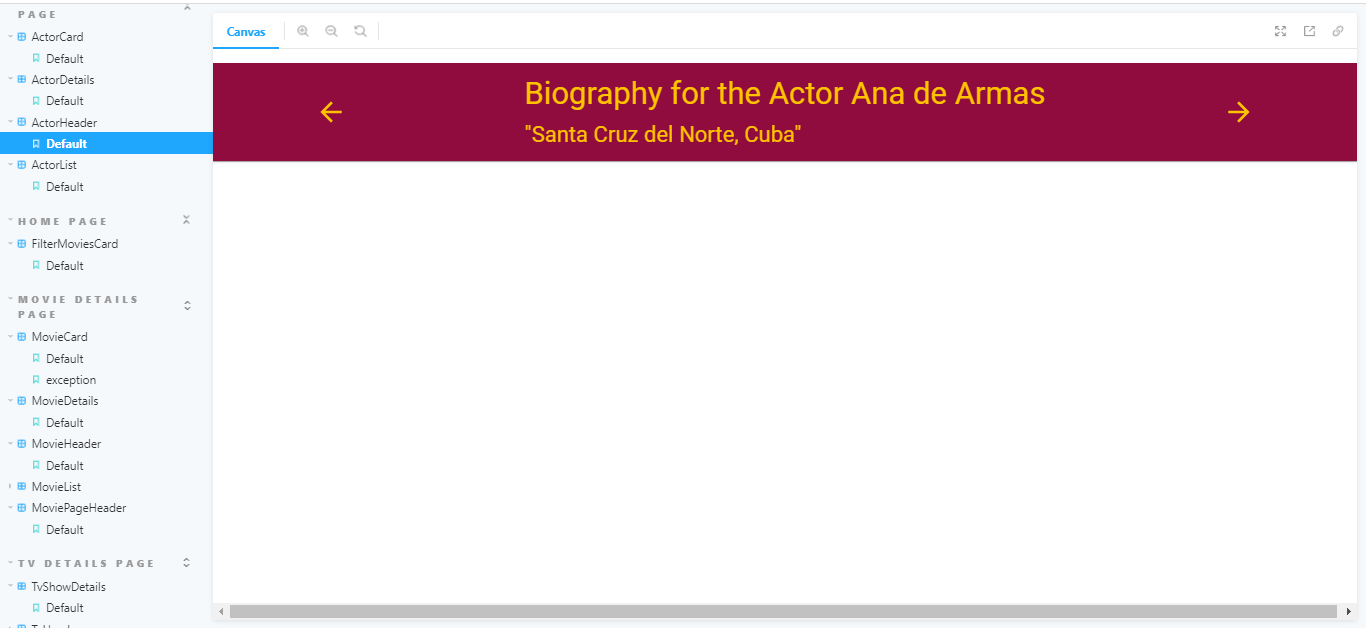 PAGE
ActorCard
Default
ActorDetails
Default
ActorHeader
Default
ActorList
Default
HOME PAGE
FilterMoviesCard
Default
MOVIE DETAILS
PAGE
MovieCard
Default
exception
MovieDetails
Default
MovieHeader
Default
MovieList
MoviePageHeader
Default
TV DETAILS PAGE
TvShowDetails
Default
Canvas
Biography for the Actor Ana de Armas
"Santa Cruz del Norte, Cuba"